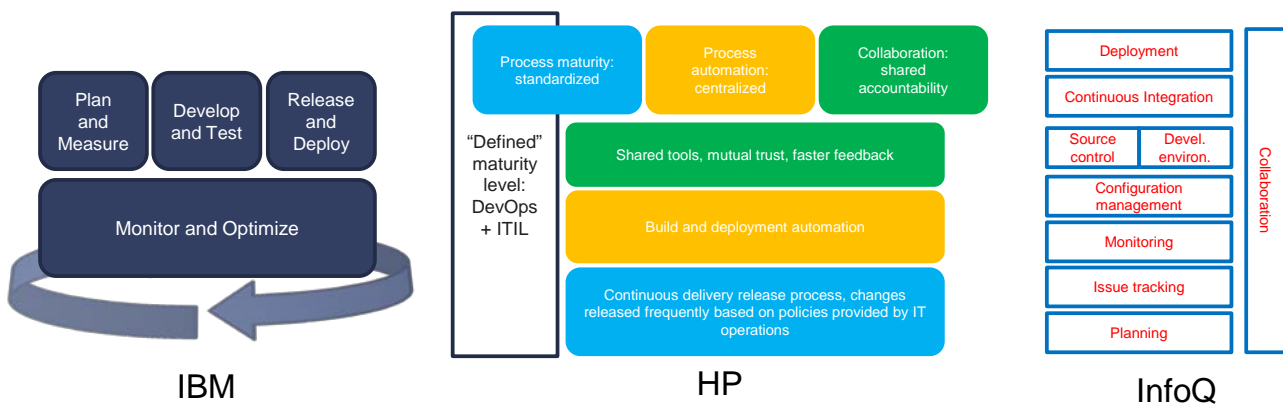 Plan
and
Measure
Develop
and Test
Release
and
Deploy
Monitor and Optimize
IBM
Process maturity:
standardized
Process
automation:
centralized
Collaboration:
shared
accountability
“Defined”
maturity
level:
DevOps
+ ITIL
Shared tools, mutual trust, faster feedback
Build and deployment automation
Continuous delivery release process, changes
released frequently based on policies provided by IT
operations
HP
Deployment
Continuous Integration
Source
control
Devel.
environ.
Configuration
management
Monitoring
Issue tracking
Planning
Collaboration
InfoQ